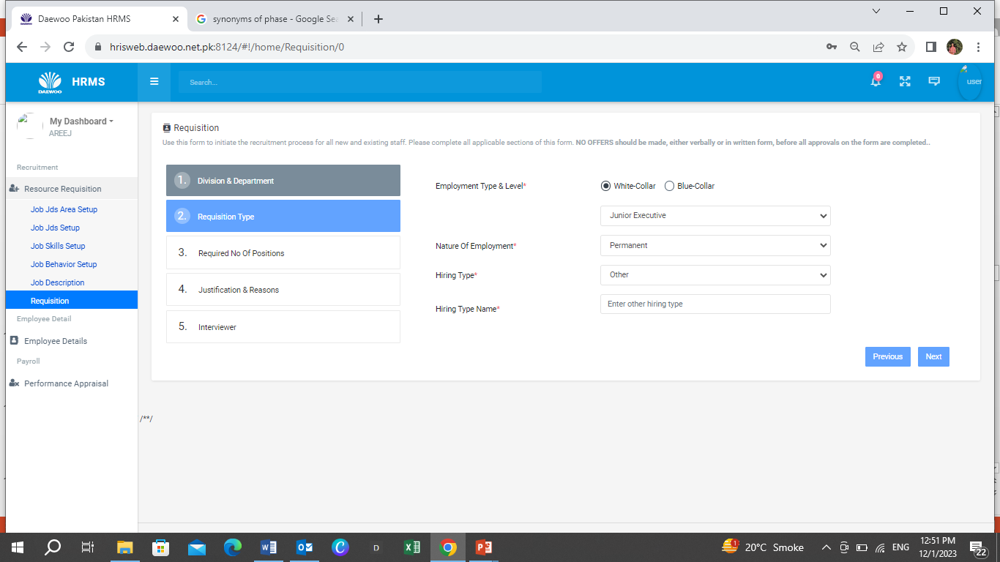 Daewoo Pakistan HRMS
synonyms of phase - Google Sea
hrisweb.daewoo.net.pk:8124/#!/home/Requisition/0
DAEWOO
HRMS
Search...
0
user
My Dashboard
AREEJ
Recruitment
Resource Requisition
Job Jds Area Setup
Job Jds Setup
Job Skills Setup
Job Behavior Setup
Job Description
Requisition
Employee Detail
Employee Details
Payroll
Performance Appraisal
Requisition
Use this form to initiate the recruitment process for all new and existing staff. Please complete all applicable sections of this form. NO OFFERS should be made, either verbally or in written form, before all approvals on the form are completed..
1. Division & Department
2. Requisition Type
3. Required No Of Positions
4. Justification & Reasons
5. Interviewer
Employment Type & Level*
White-Collar Blue-Collar
Junior Executive
Nature Of Employment* Permanent
Hiring Type* Other
Hiring Type Name* Enter other hiring type
Previous Next
/**/
D
1
20°C Smoke
ENG
12:51 PM
12/1/2023
22